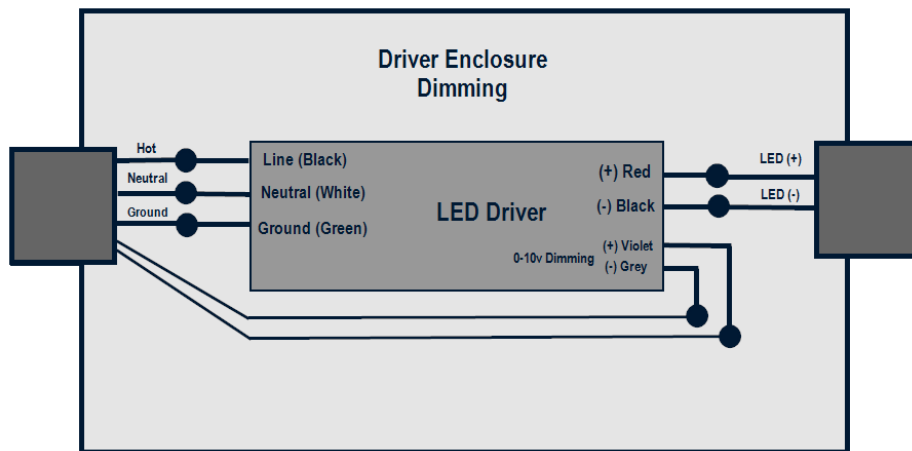 Driver Enclosure
Dimming
Hot
Line (Black)
Neutral
Neutral (White)
Ground
Ground (Green)
LED Driver
(+) Red
LED (+)
(-) Black
LED (-)
(+) Violet
0-10v Dimming
(-) Grey